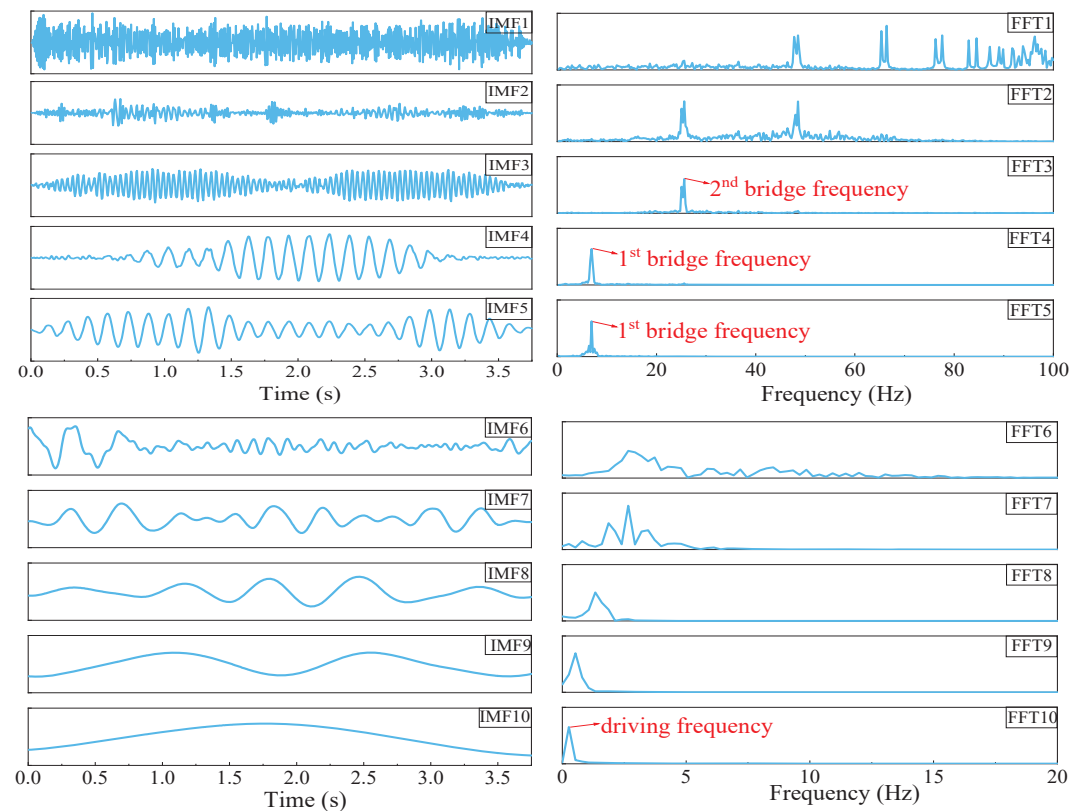 IMF1
IMF2
IMF3
IMF4
IMF5
0.0 0.5 1.0 1.5 2.0 2.5 3.0 3.5
Time (s)
FFT1
FFT2
FFT3
2nd bridge frequency
FFT4
1st bridge frequency
FFT5
1st bridge frequency
0 20 40 60 80 100
Frequency (Hz)
IMF6
IMF7
IMF8
IMF9
IMF10
0.0 0.5 1.0 1.5 2.0 2.5 3.0 3.5
Time (s)
FFT6
FFT7
FFT8
FFT9
FFT10
driving frequency
0 5 10 15 20
Frequency (Hz)